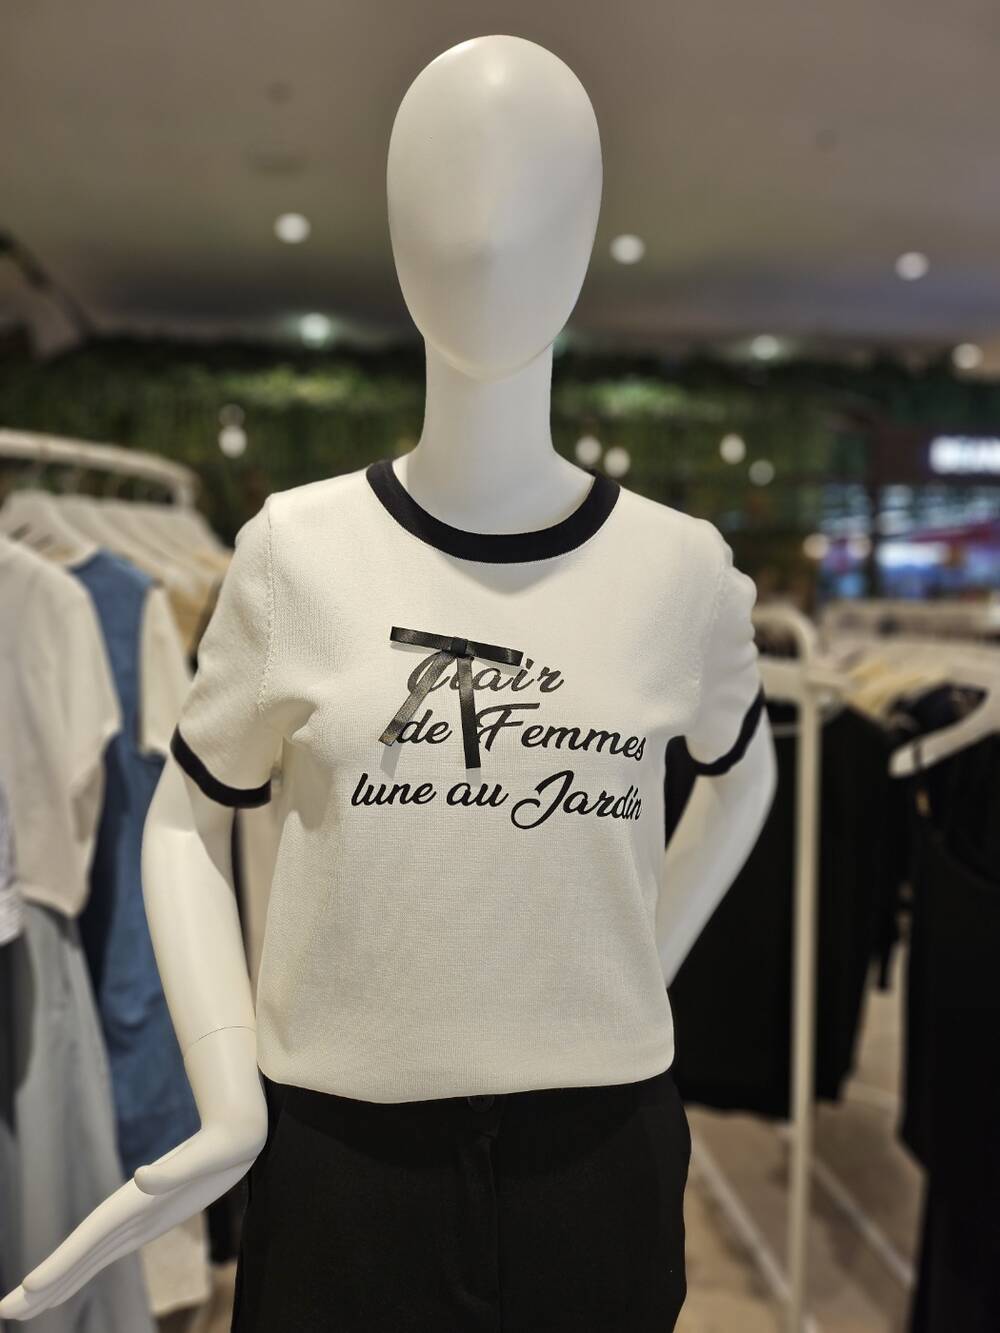 Clair
de Femmes
lune au Jardin